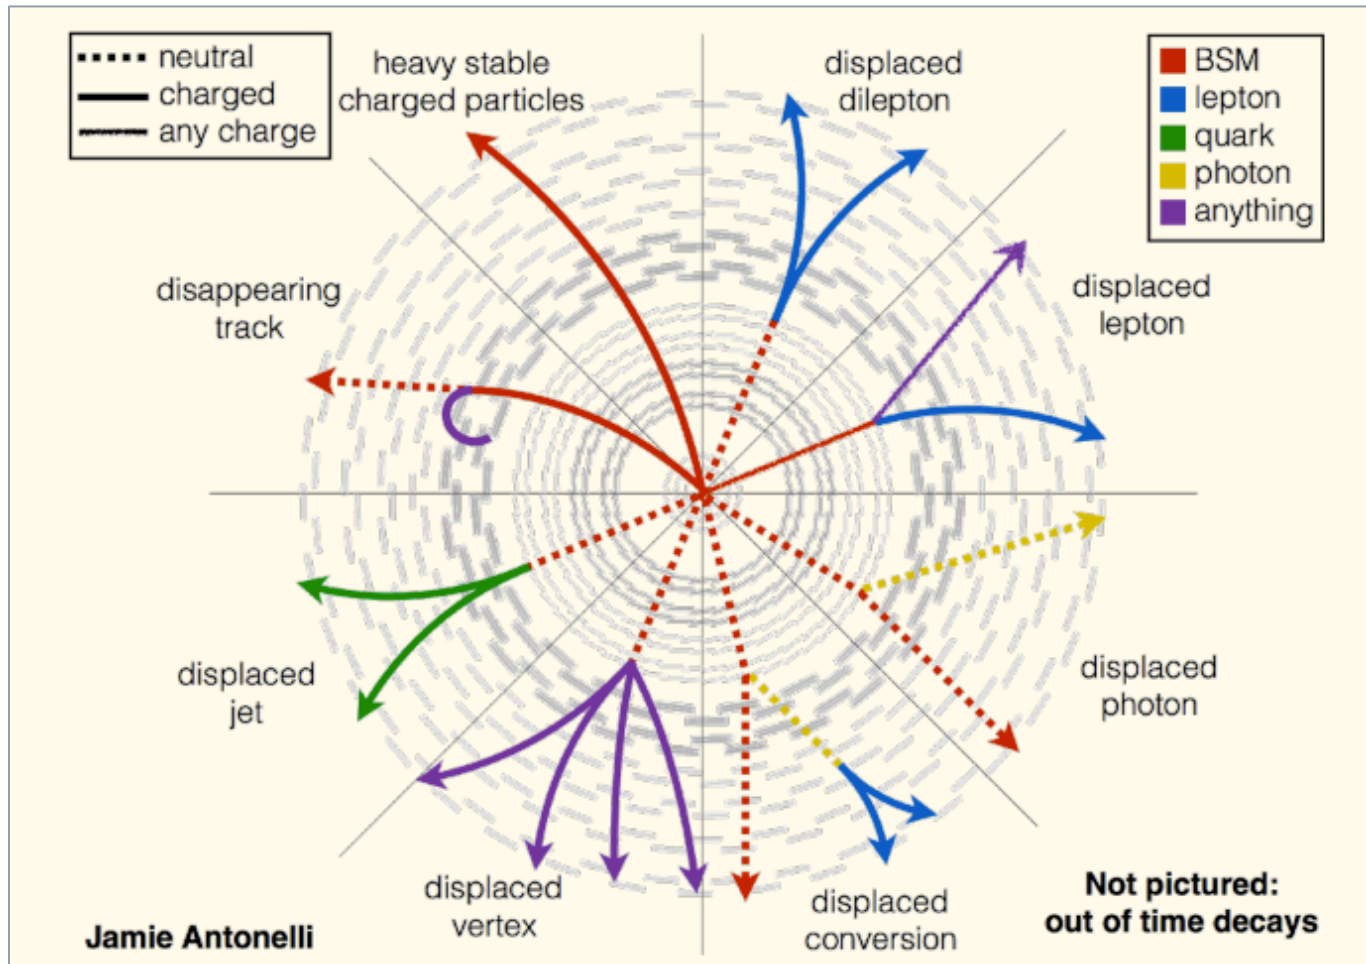 neutral
charged
any charge
heavy stable
charged particles
displaced
dilepton
BSM
lepton
quark
photon
anything
disappearing
track
displaced
lepton
displaced
jet
displaced
photon
displaced
vertex
displaced
conversion
Not pictured:
out of time decays
Jamie Antonelli